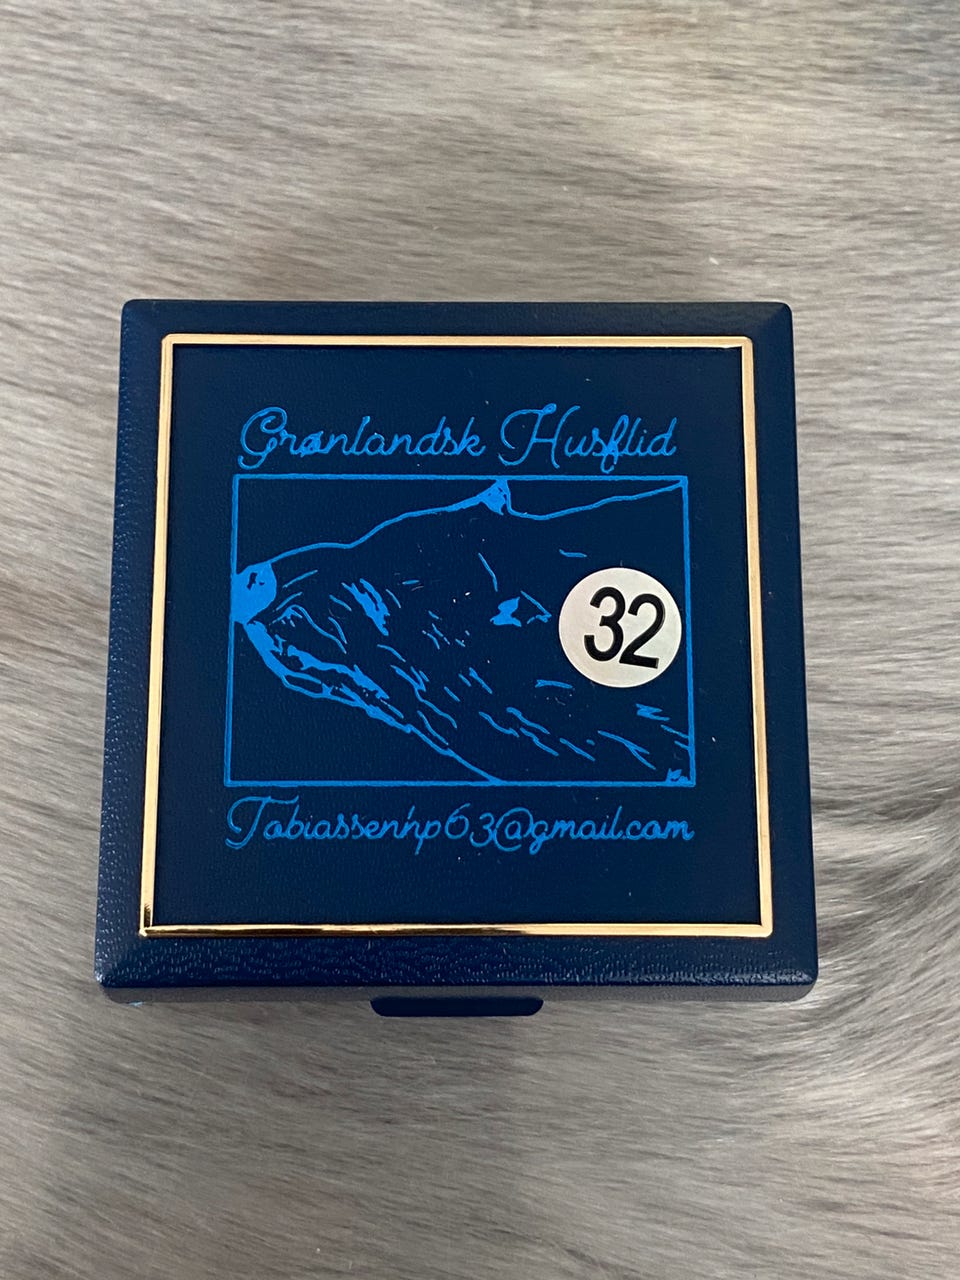 Grønlandsk Husflid
32
Tobiassenhp63@gmail.com